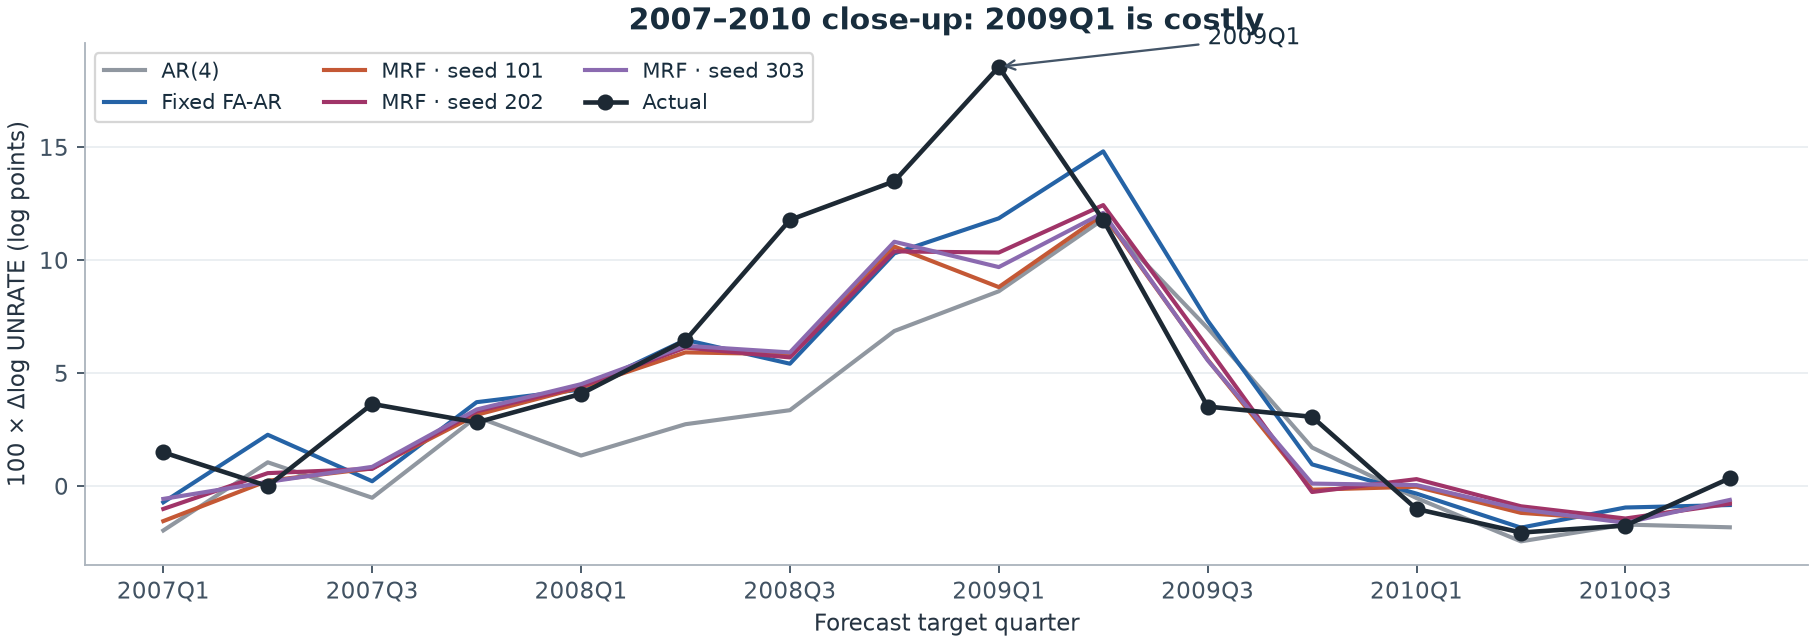 2007–2010 close-up: 2009Q1 is costly
2009Q1
AR(4)
Fixed FA-AR
MRF · seed 101
MRF · seed 202
MRF · seed 303
Actual
100 × Δlog UNRATE (log points)
15
10
5
0
2007Q1 2007Q3 2008Q1 2008Q3 2009Q1 2009Q3 2010Q1 2010Q3
Forecast target quarter